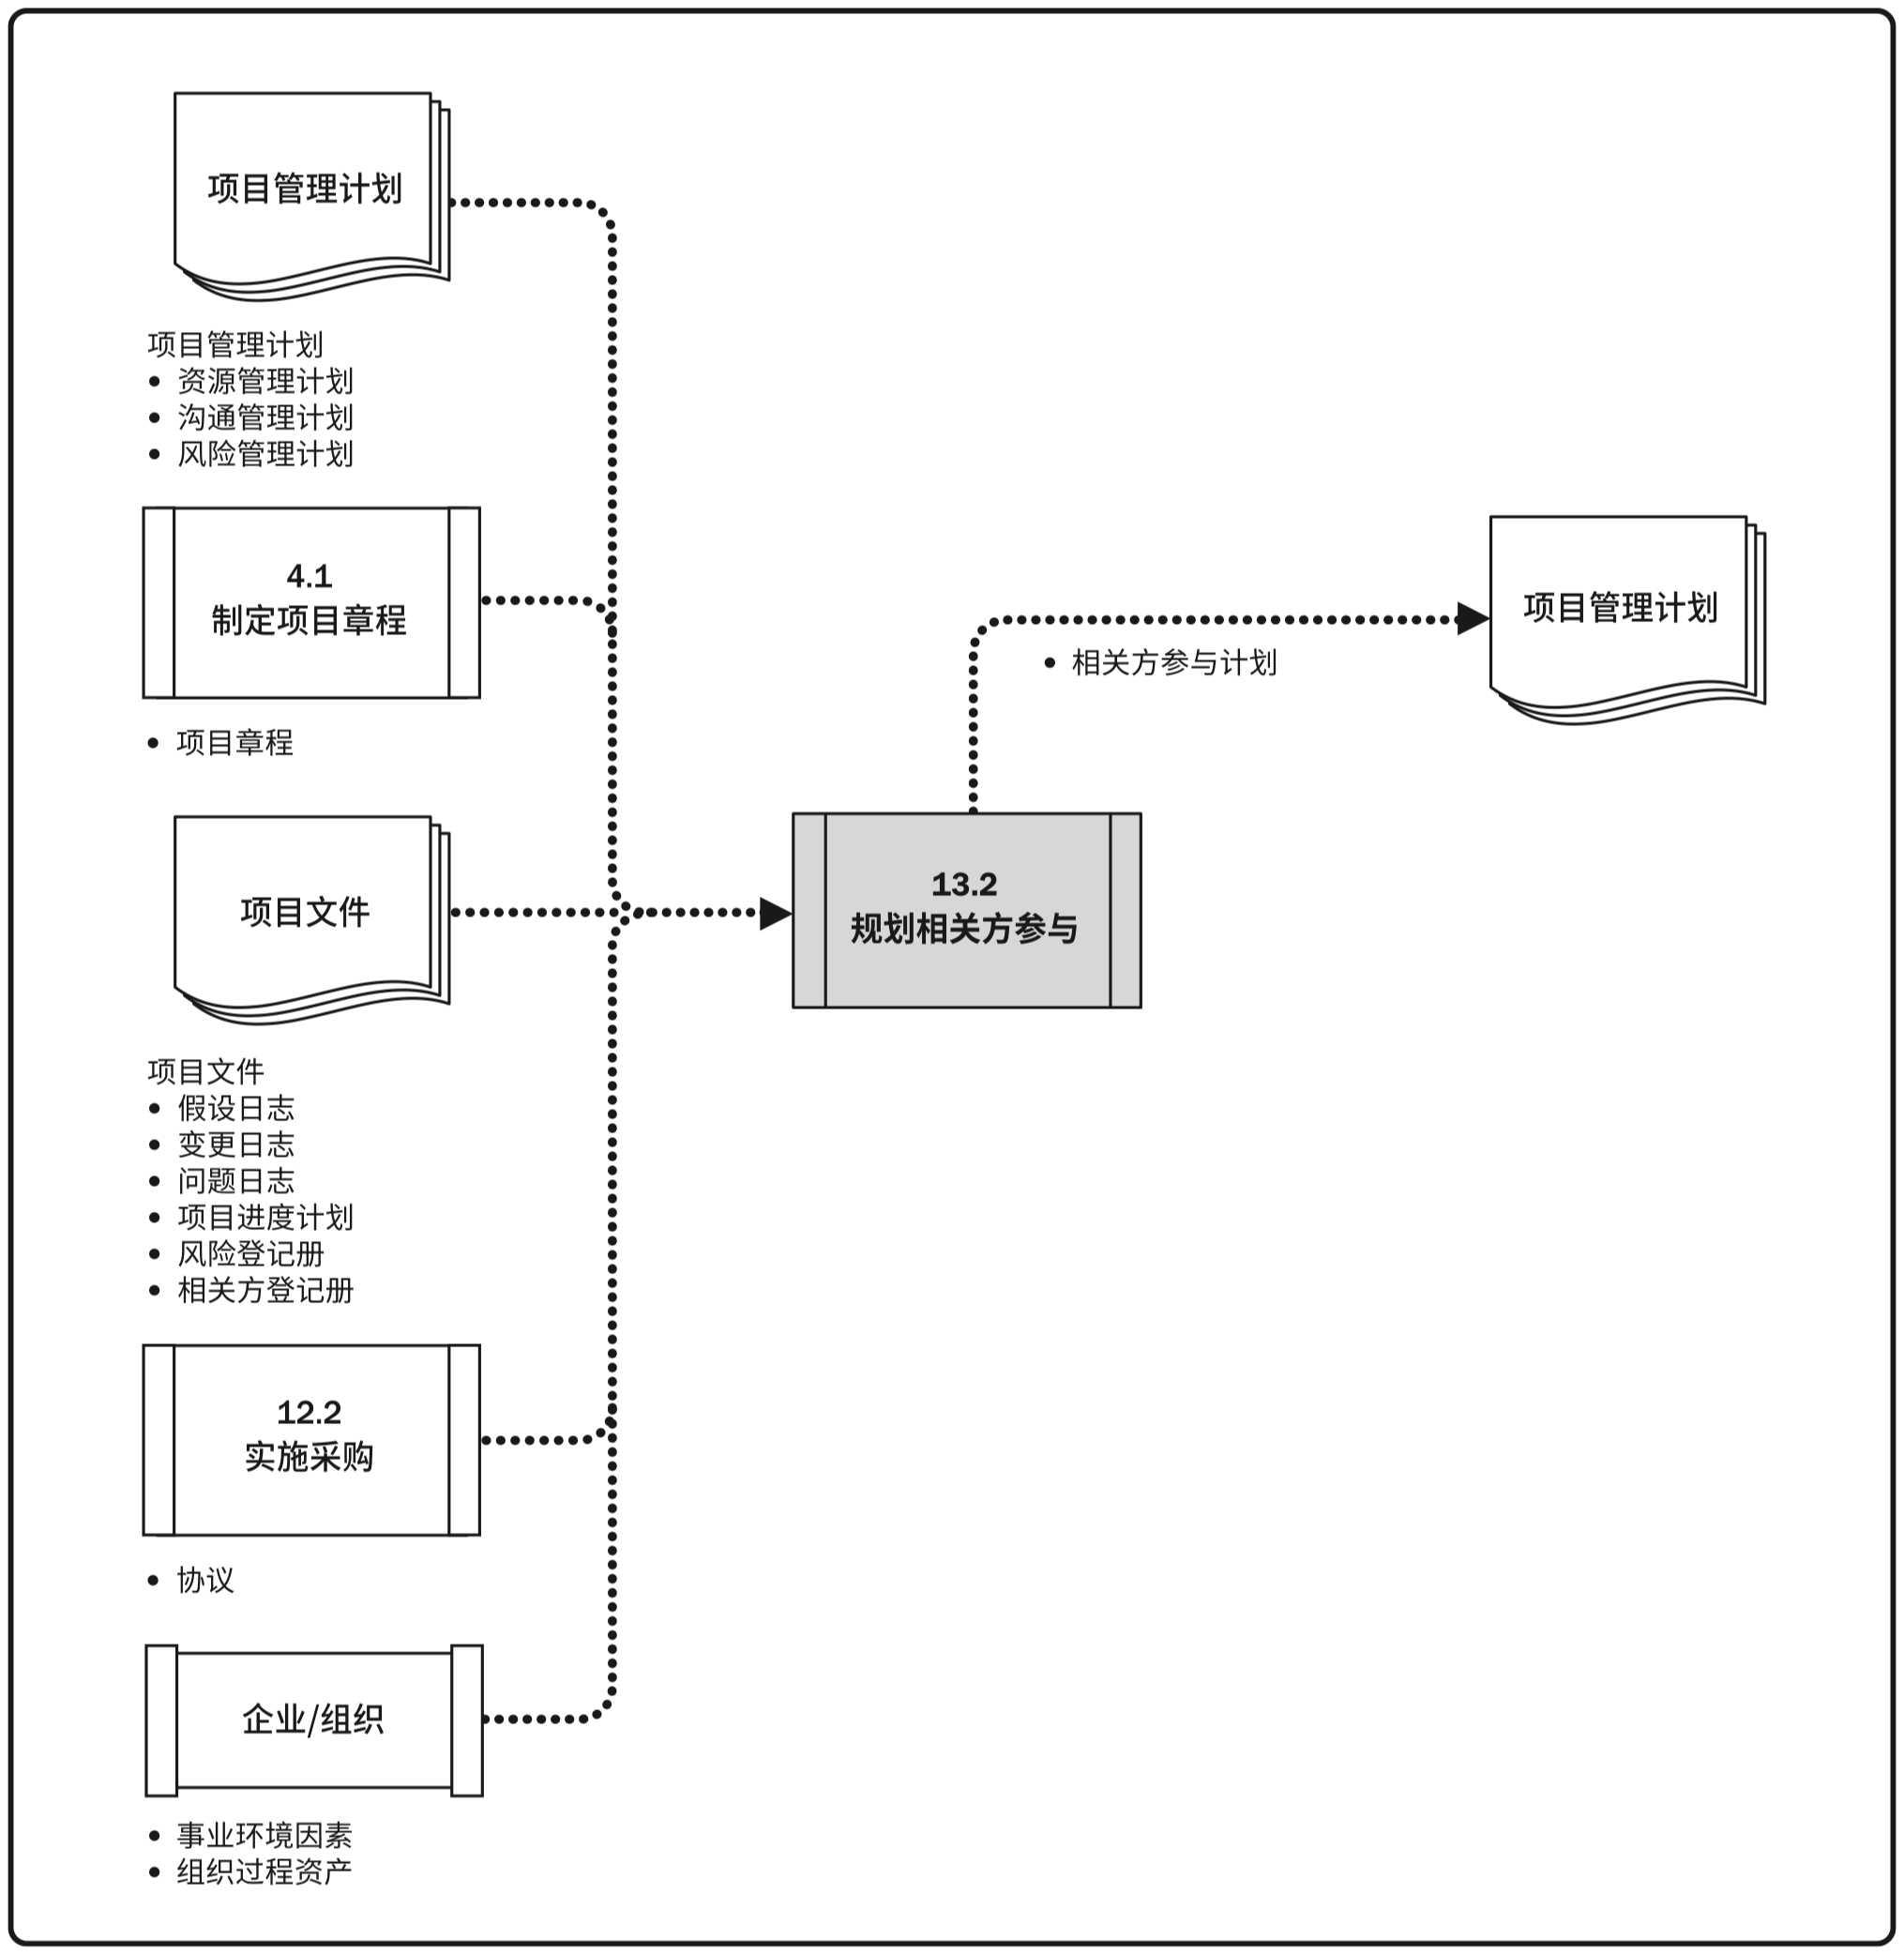 项目管理计划
项目管理计划
• 资源管理计划
• 沟通管理计划
• 风险管理计划
4.1
制定项目章程
• 项目章程
项目文件
项目文件
• 假设日志
• 变更日志
• 问题日志
• 项目进度计划
• 风险登记册
• 相关方登记册
12.2
实施采购
• 协议
企业/组织
• 事业环境因素
• 组织过程资产
13.2
规划相关方参与
• 相关方参与计划
项目管理计划